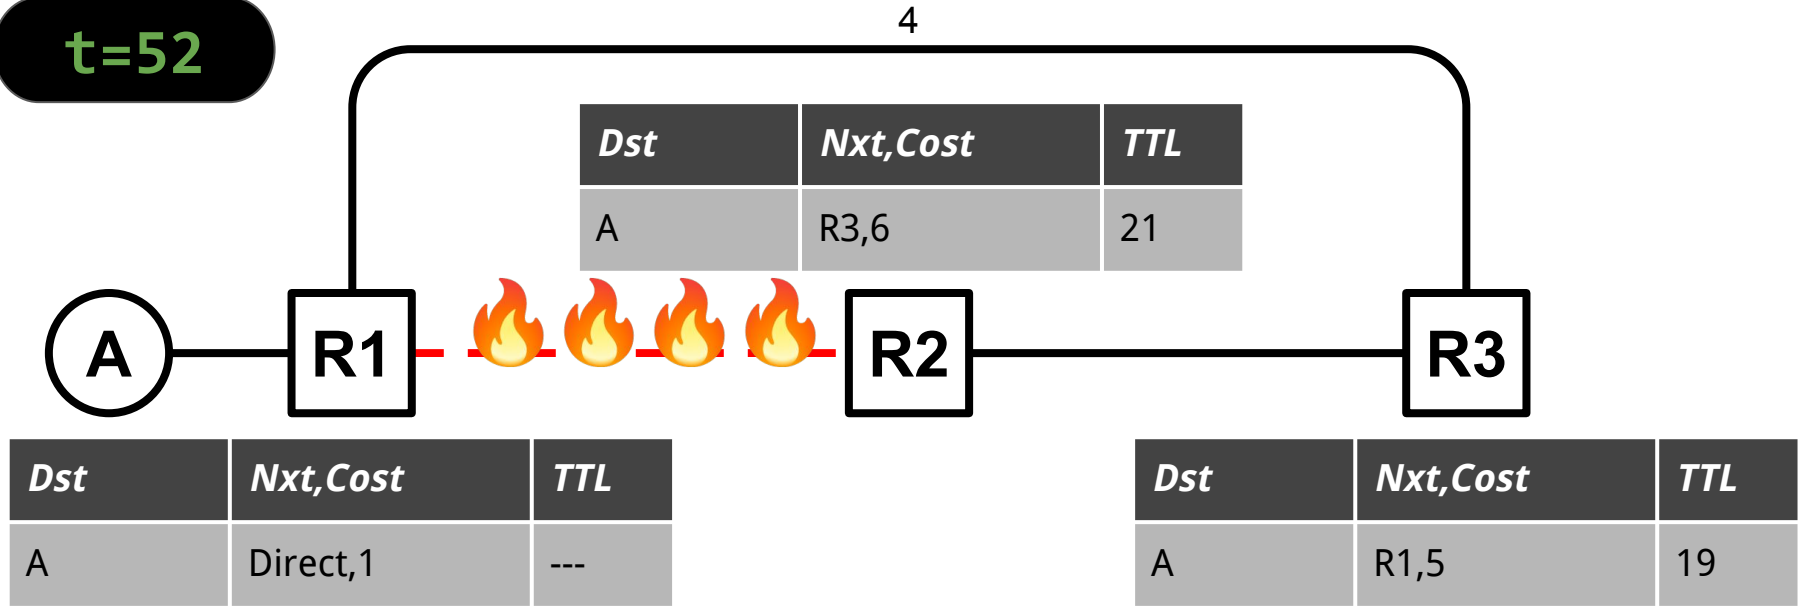 t=52
4
Dst Nxt,Cost TTL
A R3,6 21
A R1 R2 R3
Dst Nxt,Cost TTL
A Direct,1 ---
Dst Nxt,Cost TTL
A R1,5 19